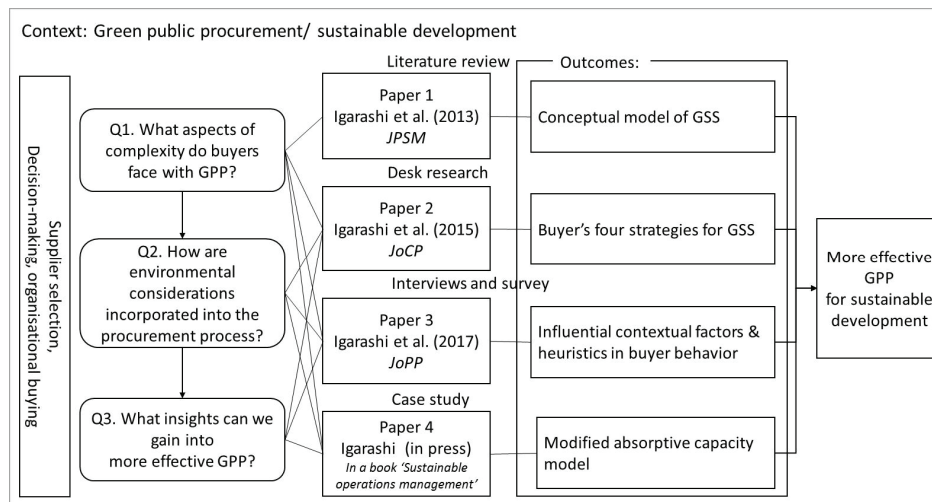 Context: Green public procurement/ sustainable development
Supplier selection,
Decision-making, organisational buying
Q1. What aspects of
complexity do buyers
face with GPP?
Q2. How are
environmental
considerations
incorporated into the
procurement process?
Q3. What insights can we
gain into
more effective GPP?
Literature review
Paper 1
Igarashi et al. (2013)
JPSM
Desk research
Paper 2
Igarashi et al. (2015)
JoCP
Interviews and survey
Paper 3
Igarashi et al. (2017)
JoPP
Case study
Paper 4
Igarashi (in press)
In a book ‘Sustainable
operations management’
Outcomes:
Conceptual model of GSS
Buyer’s four strategies for GSS
Influential contextual factors &
heuristics in buyer behavior
Modified absorptive capacity
model
More effective
GPP
for sustainable
development